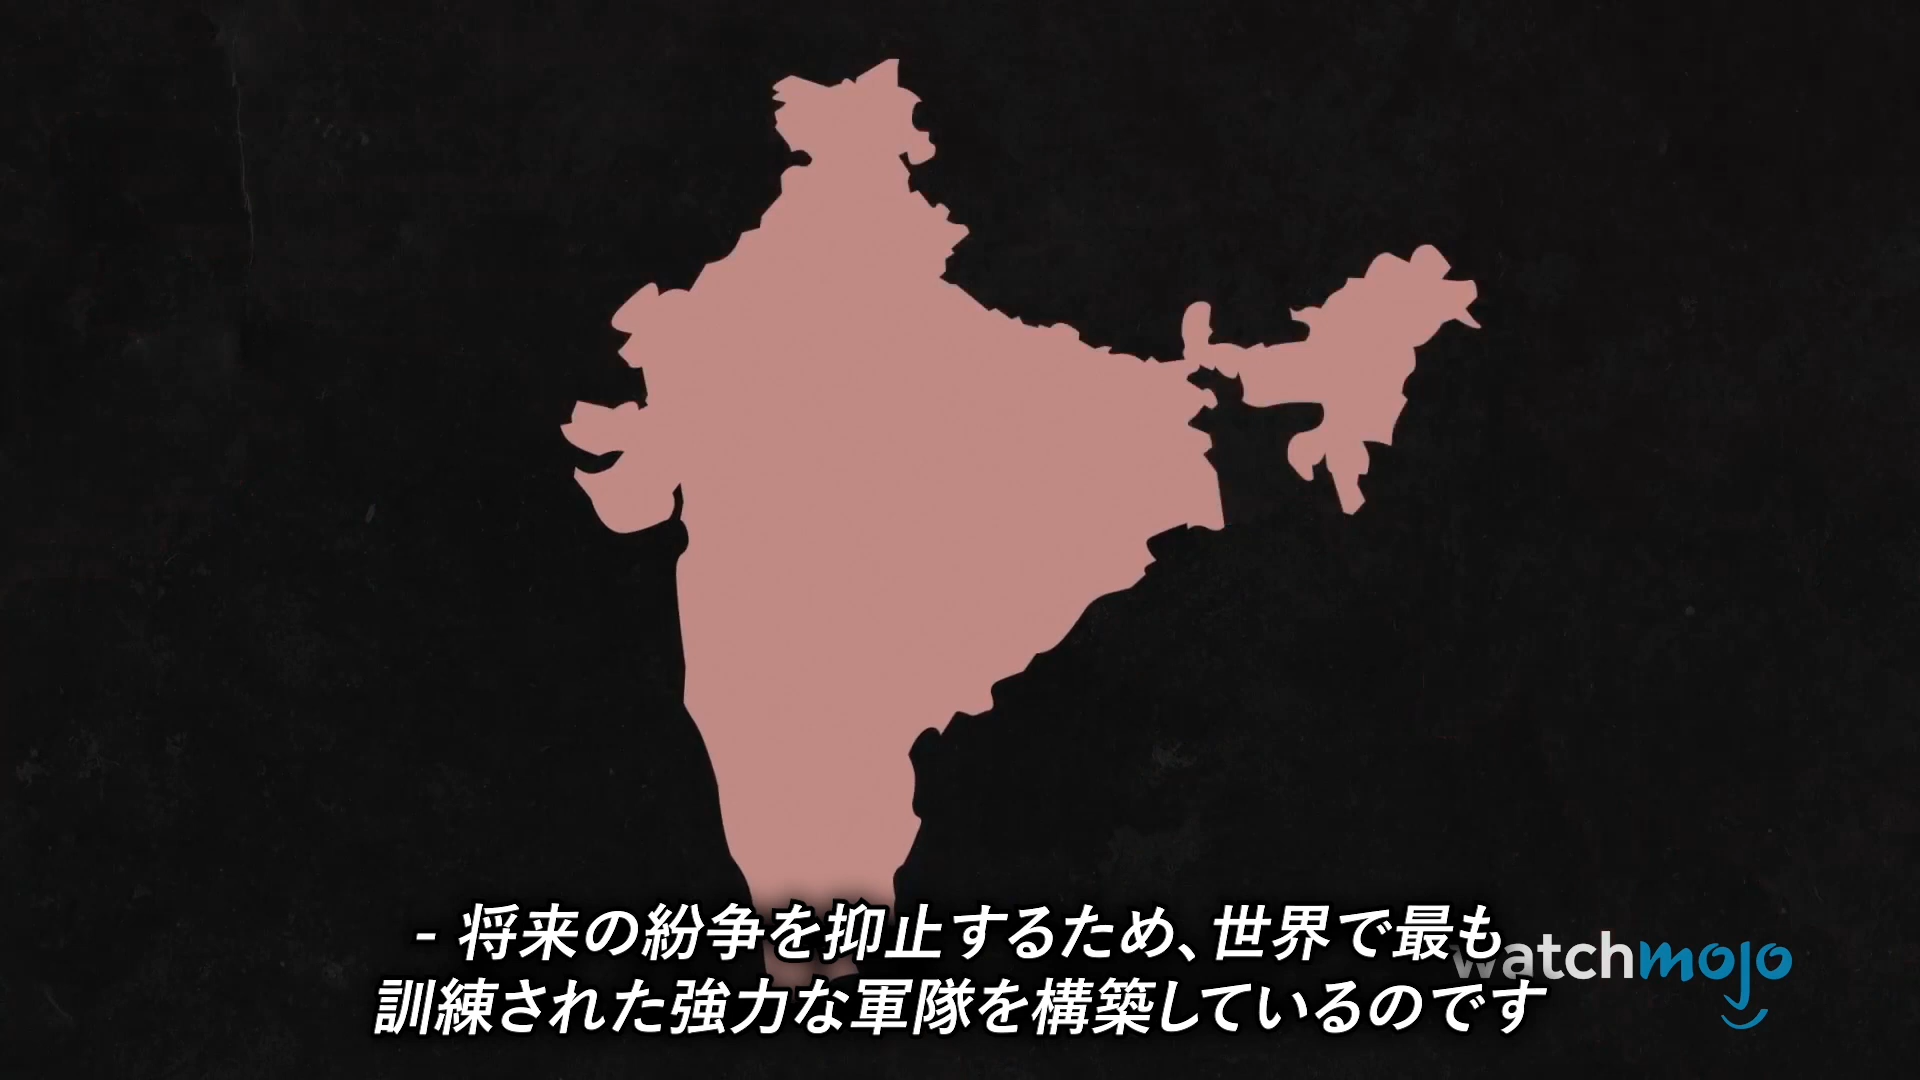 - 将来の紛争を抑止するため、世界で最も
訓練された強力な軍隊を構築しているのです
watchmojo